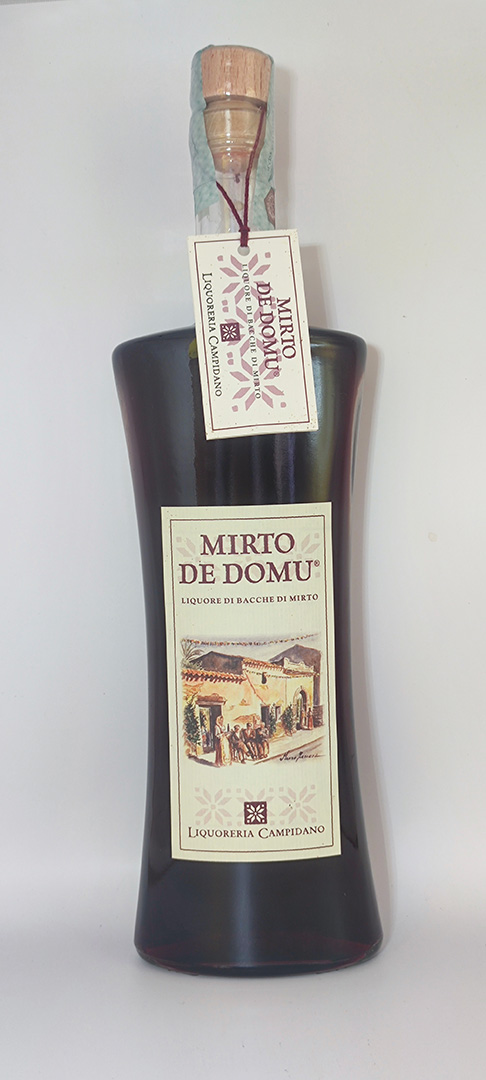 MIRTO
DE DOMU
LIQUORE DI BACCHE DI MIRTO
LIQUORERIA CAMPIDANO
MIRTO
DE DOMU®
LIQUORE DI BACCHE DI MIRTO
LIQUORERIA CAMPIDANO